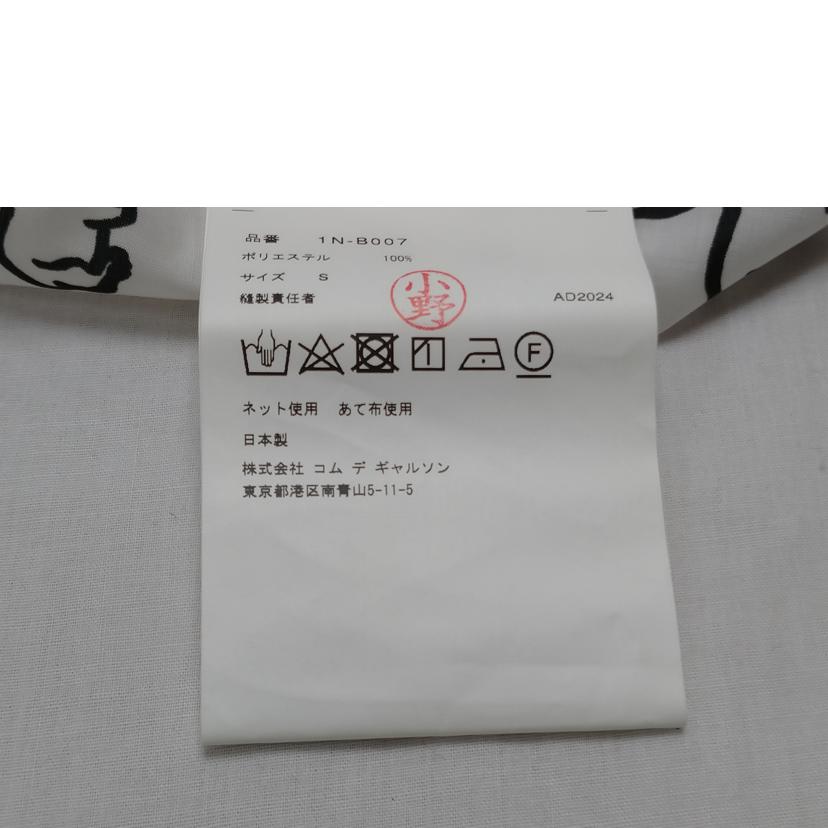 品番 1N-B007
ポリエステル 100%
サイズ S
縫製責任者 小野 AD2024
F
ネット使用 あて布使用
日本製
株式会社 コム デ ギャルソン
東京都港区南青山5-11-5